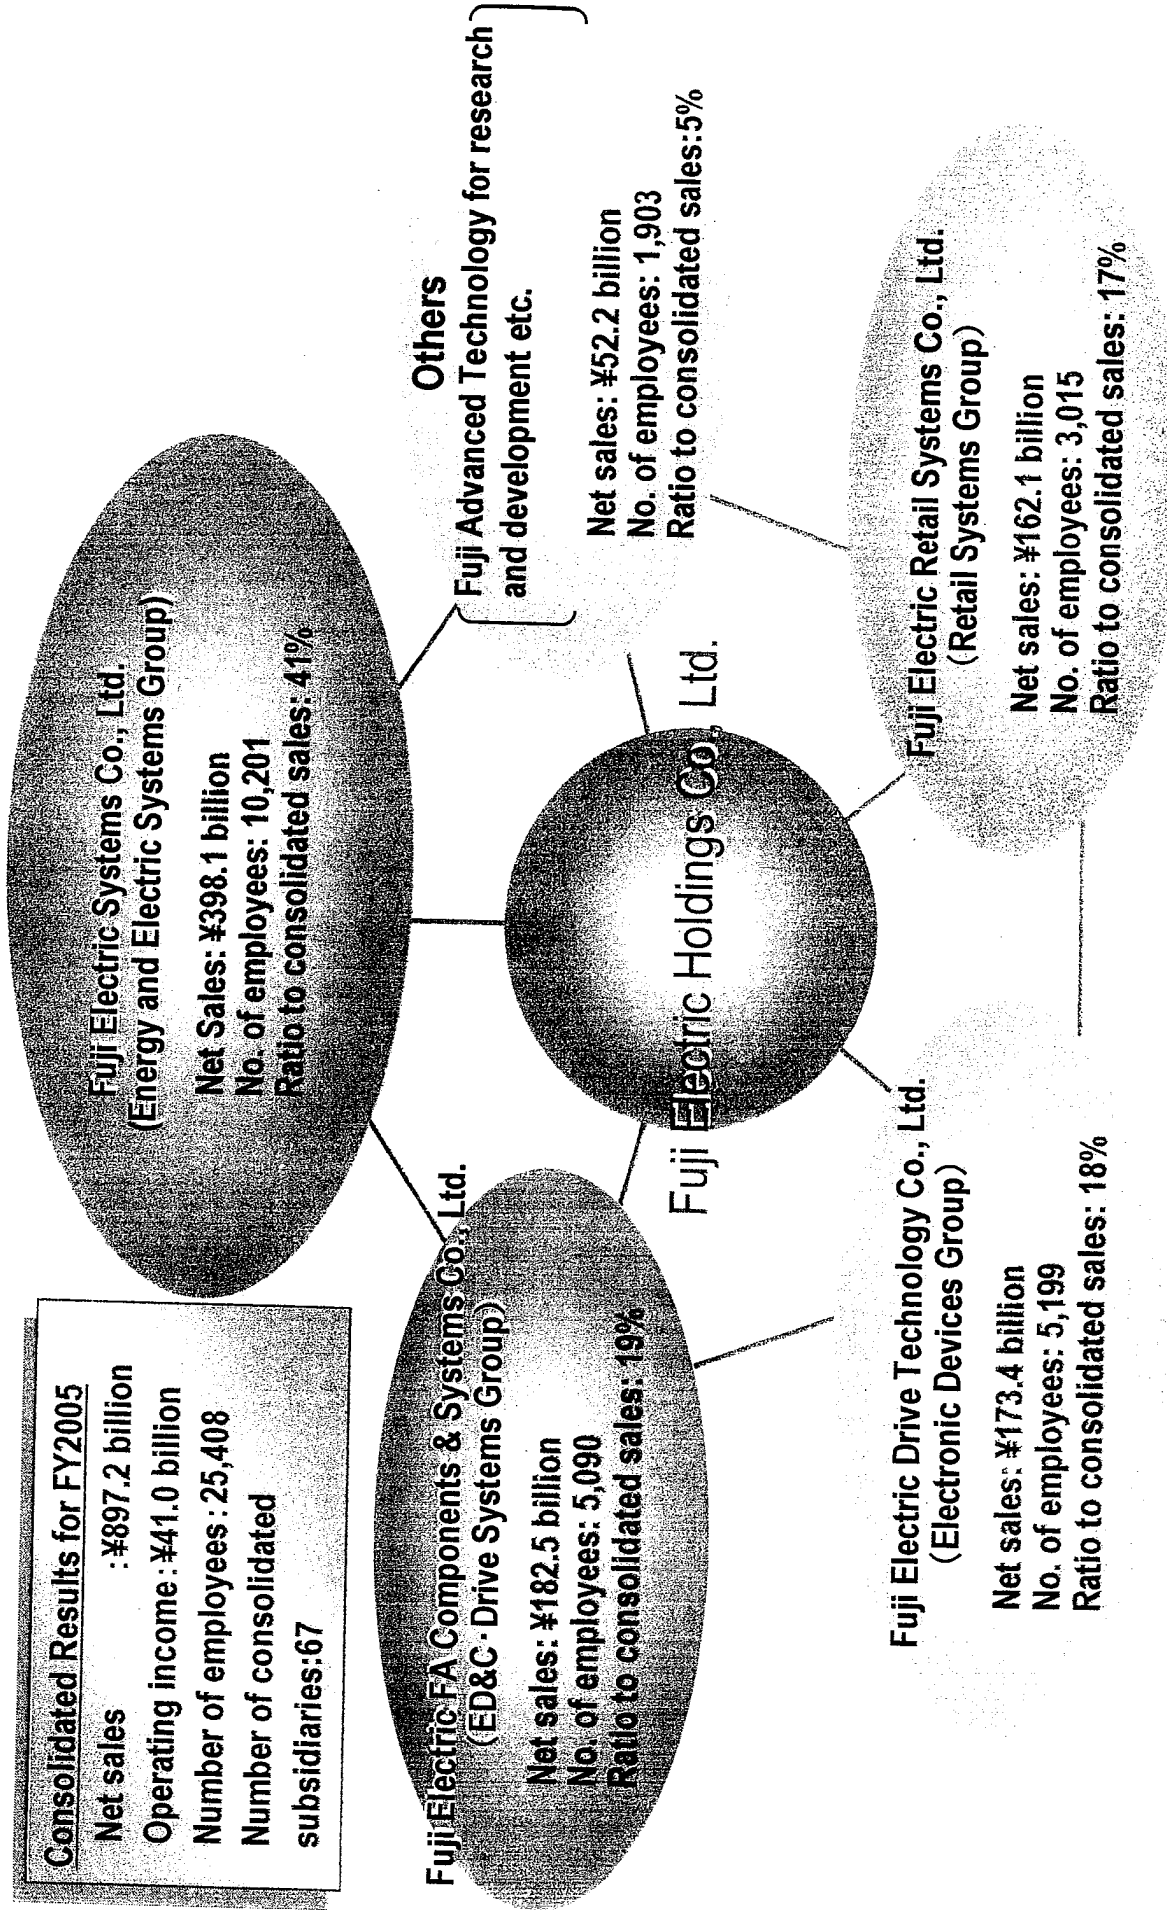 Consolidated Results for FY2005
Net sales :¥897.2 billion
Operating income:¥41.0 billion
Number of employees:25,408
Number of consolidated
subsidiaries:67
Fuji Electric Systems Co., Ltd.
(Energy and Electric Systems Group)
Net Sales: ¥398.1 billion
No. of employees: 10,201
Ratio to consolidated sales: 41%
Fuji Electric FA Components & Systems Co., Ltd.
(ED&C·Drive Systems Group)
Net sales: ¥182.5 billion
No. of employees: 5,090
Ratio to consolidated sales: 19%
Others
Fuji Advanced Technology for research
and development etc.
Net sales: ¥52.2 billion
No. of employees: 1,903
Ratio to consolidated sales:5%
Fuji Electric Holdings Co., Ltd.
Fuji Electric Drive Technology Co., Ltd.
(Electronic Devices Group)
Net sales: ¥173.4 billion
No. of employees: 5,199
Ratio to consolidated sales: 18%
Fuji Electric Retail Systems Co., Ltd.
(Retail Systems Group)
Net sales: ¥162.1 billion
No. of employees: 3,015
Ratio to consolidated sales: 17%